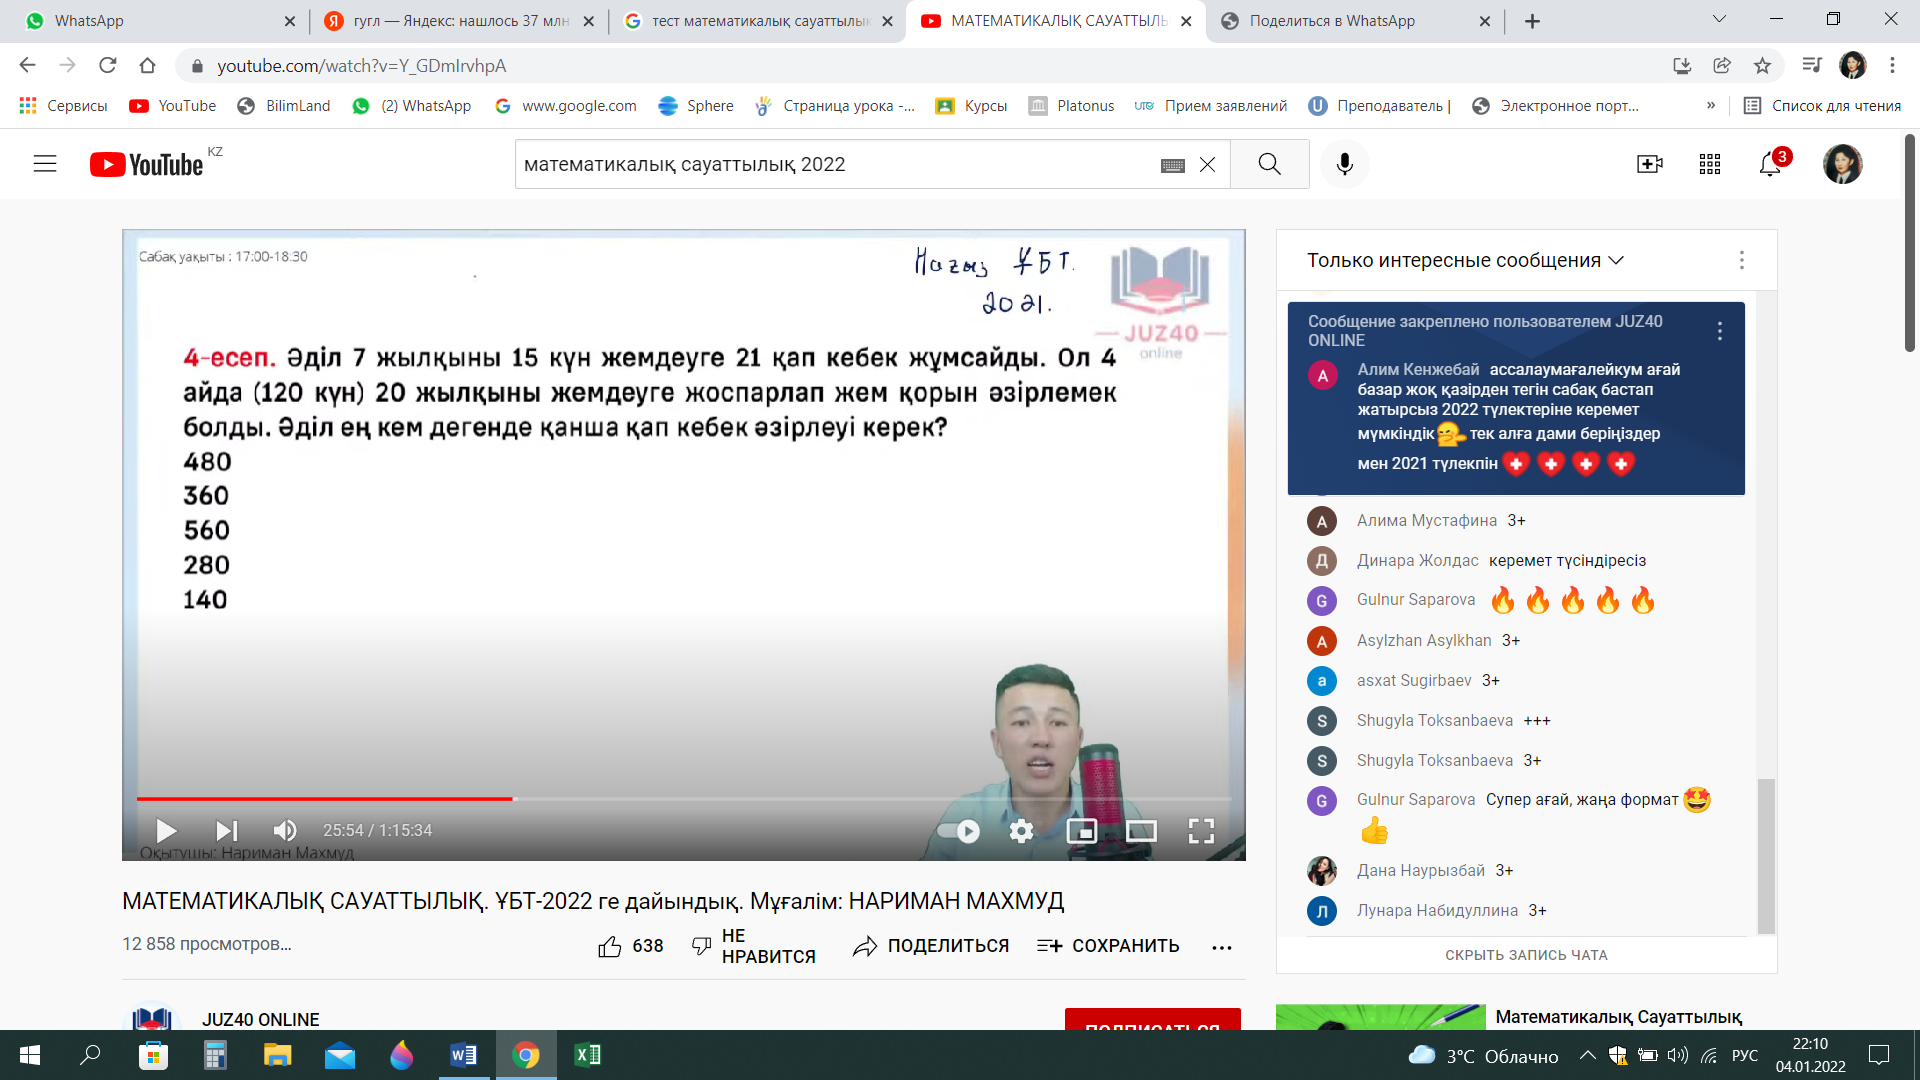 WhatsApp
гугл — Яндекс: нашлось 37 млн
тест математикалық сауаттылық
МАТЕМАТИКАЛЫҚ САУАТТЫЛЫ
Поделиться в WhatsApp
youtube.com/watch?v=Y_GDmIrvhpA
Сервисы
YouTube
BilimLand
(2) WhatsApp
www.google.com
Sphere
Страница урока -...
Курсы
Platonus
Прием заявлений
Преподаватель |
Электронное порт...
»
Список для чтения
YouTube KZ
математикалық сауаттылық 2022
3
Сабақ уақыты : 17:00-18:30
Нағыз ҰБТ.
2021.
JUZ40
online
4-есеп. Әділ 7 жылқыны 15 күн жемдеуге 21 қап кебек жұмсайды. Ол 4
айда (120 күн) 20 жылқыны жемдеуге жоспарлап жем қорын әзірлемек
болды. Әділ ең кем дегенде қанша қап кебек әзірлеуі керек?
480
360
560
280
140
25:54 / 1:15:34
Оқытушы: Нариман Махмуд
МАТЕМАТИКАЛЫҚ САУАТТЫЛЫҚ. ҰБТ-2022 ге дайындық. Мұғалім: НАРИМАН МАХМУД
12 858 просмотров...
638
НЕ
НРАВИТСЯ
ПОДЕЛИТЬСЯ
СОХРАНИТЬ
JUZ40 ONLINE
ПОДПИСАТЬСЯ
Только интересные сообщения
Сообщение закреплено пользователем JUZ40
ONLINE
А
Алим Кенжебай ассалаумағалейкум ағай
базар жоқ қазірден тегін сабақ бастап
жатырсыз 2022 түлектеріне керемет
мүмкіндік тек алға дами беріңіздер
мен 2021 түлекпін
А Алима Мустафина 3+
Д Динара Жолдас керемет түсіндіресіз
G Gulnur Saparova
A Asylzhan Asylkhan 3+
a asxat Sugirbaev 3+
S Shugyla Toksanbaeva +++
S Shugyla Toksanbaeva 3+
G Gulnur Saparova Супер ағай, жаңа формат
Дана Наурызбай 3+
Л Лунара Набидуллина 3+
СКРЫТЬ ЗАПИСЬ ЧАТА
Математикалық Сауаттылық
3°C Облачно
РУС
22:10
04.01.2022